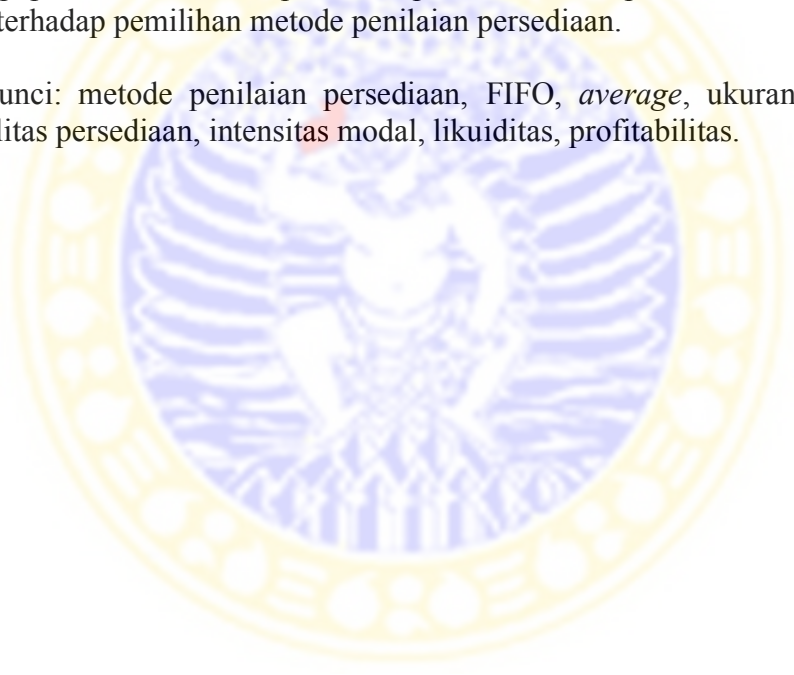 terhadap pemilihan metode penilaian persediaan.
unci: metode penilaian persediaan, FIFO, average, ukuran
litas persediaan, intensitas modal, likuiditas, profitabilitas.